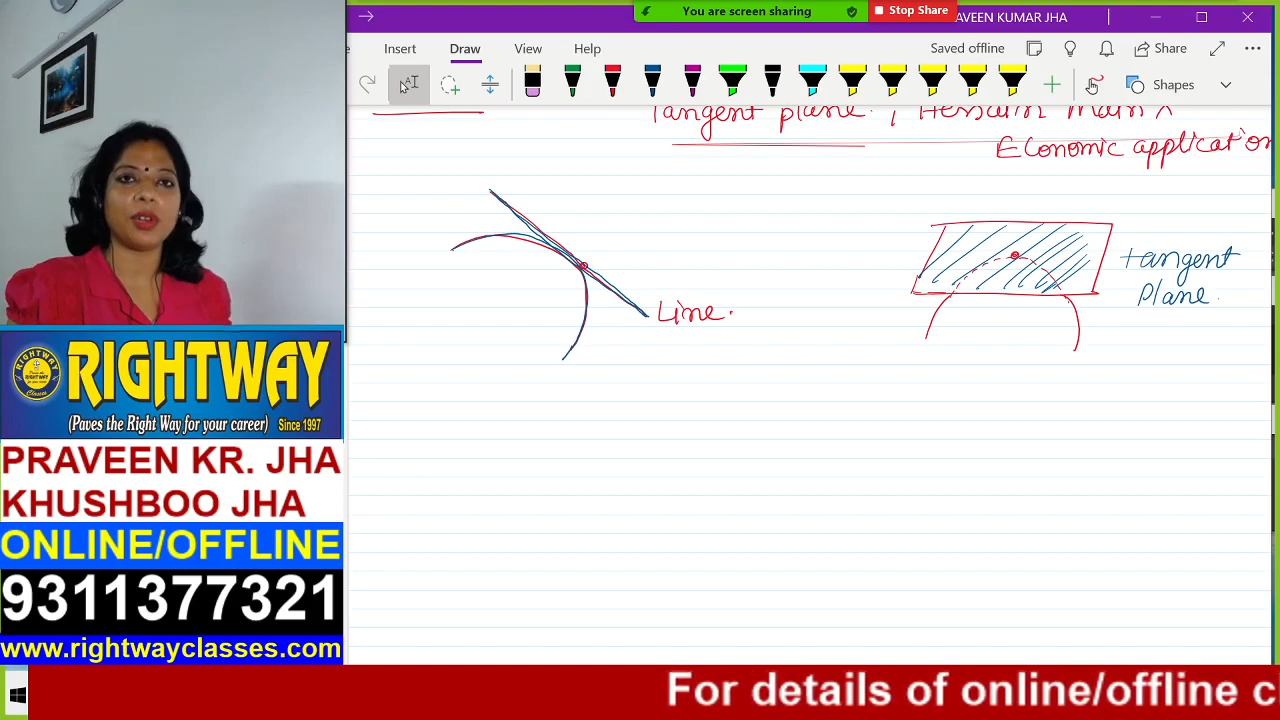 You are screen sharing
Stop Share
AVEEN KUMAR JHA
Insert
Draw
View
Help
Saved offline
Share
Shapes
Tangent plane , Hessain Matrix
Economic application
Line.
tangent
plane.
RIGHTWAY
(Paves the Right Way for your career) Since 1997
PRAVEEN KR. JHA
KHUSHBOO JHA
ONLINE/OFFLINE
9311377321
www.rightwayclasses.com
For details of online/offline c